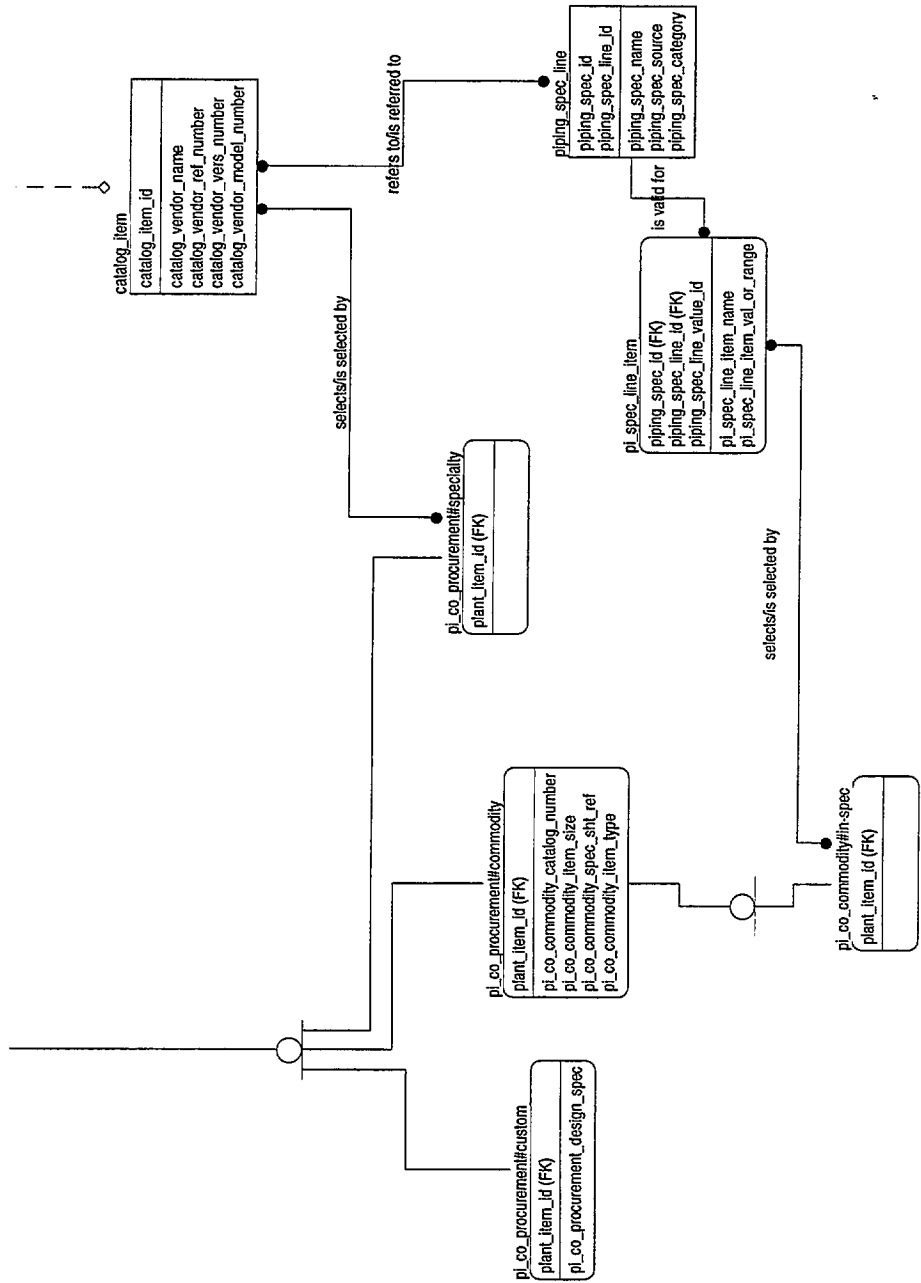 catalog_item
catalog_item_id
catalog_vendor_name
catalog_vendor_ref_number
catalog_vendor_vers_number
catalog_vendor_model_number
refers to/is referred to
piping_spec_line
piping_spec_id
piping_spec_line_id
piping_spec_name
piping_spec_source
piping_spec_category
selects/is selected by
is valid for
pi_spec_line_item
piping_spec_id (FK)
piping_spec_line_id (FK)
piping_spec_line_value_id
pi_spec_line_item_name
pi_spec_line_item_val_or_range
pi_co_procurement#specialty
plant_item_id (FK)
selects/is selected by
pi_co_procurement#commodity
plant_item_id (FK)
pi_co_commodity_catalog_number
pi_co_commodity_item_size
pi_co_commodity_spec_sht_ref
pi_co_commodity_item_type
pi_co_commodity#in-spec
plant_item_id (FK)
pi_co_procurement#custom
plant_item_id (FK)
pi_co_procurement_design_spec